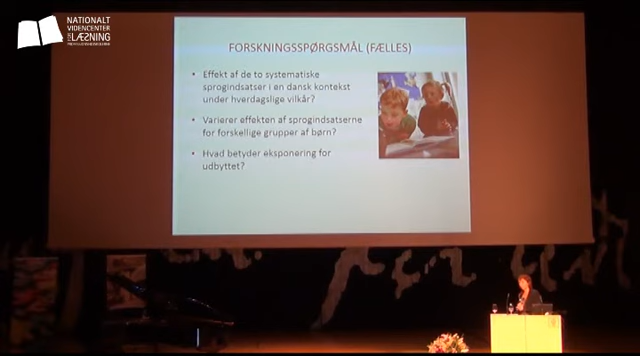 NATIONALT
VIDENCENTER
FOR LÆSNING
FORSKNINGSSPØRGSMÅL (FÆLLES)
• Effekt af de to systematiske
sprogindsatser i en dansk kontekst
under hverdagslige vilkår?
• Varierer effekten af sprogindsatserne
for forskellige grupper af børn?
• Hvad betyder eksponering for
udbyttet?